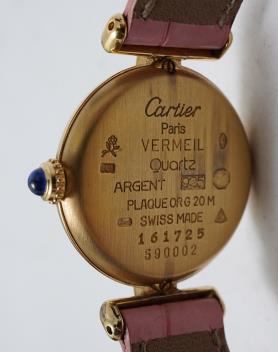 Cartier
Paris
VERMEIL
Quartz
ARGENT
PLAQUE OR G 20 M
SWISS MADE
161725
590002